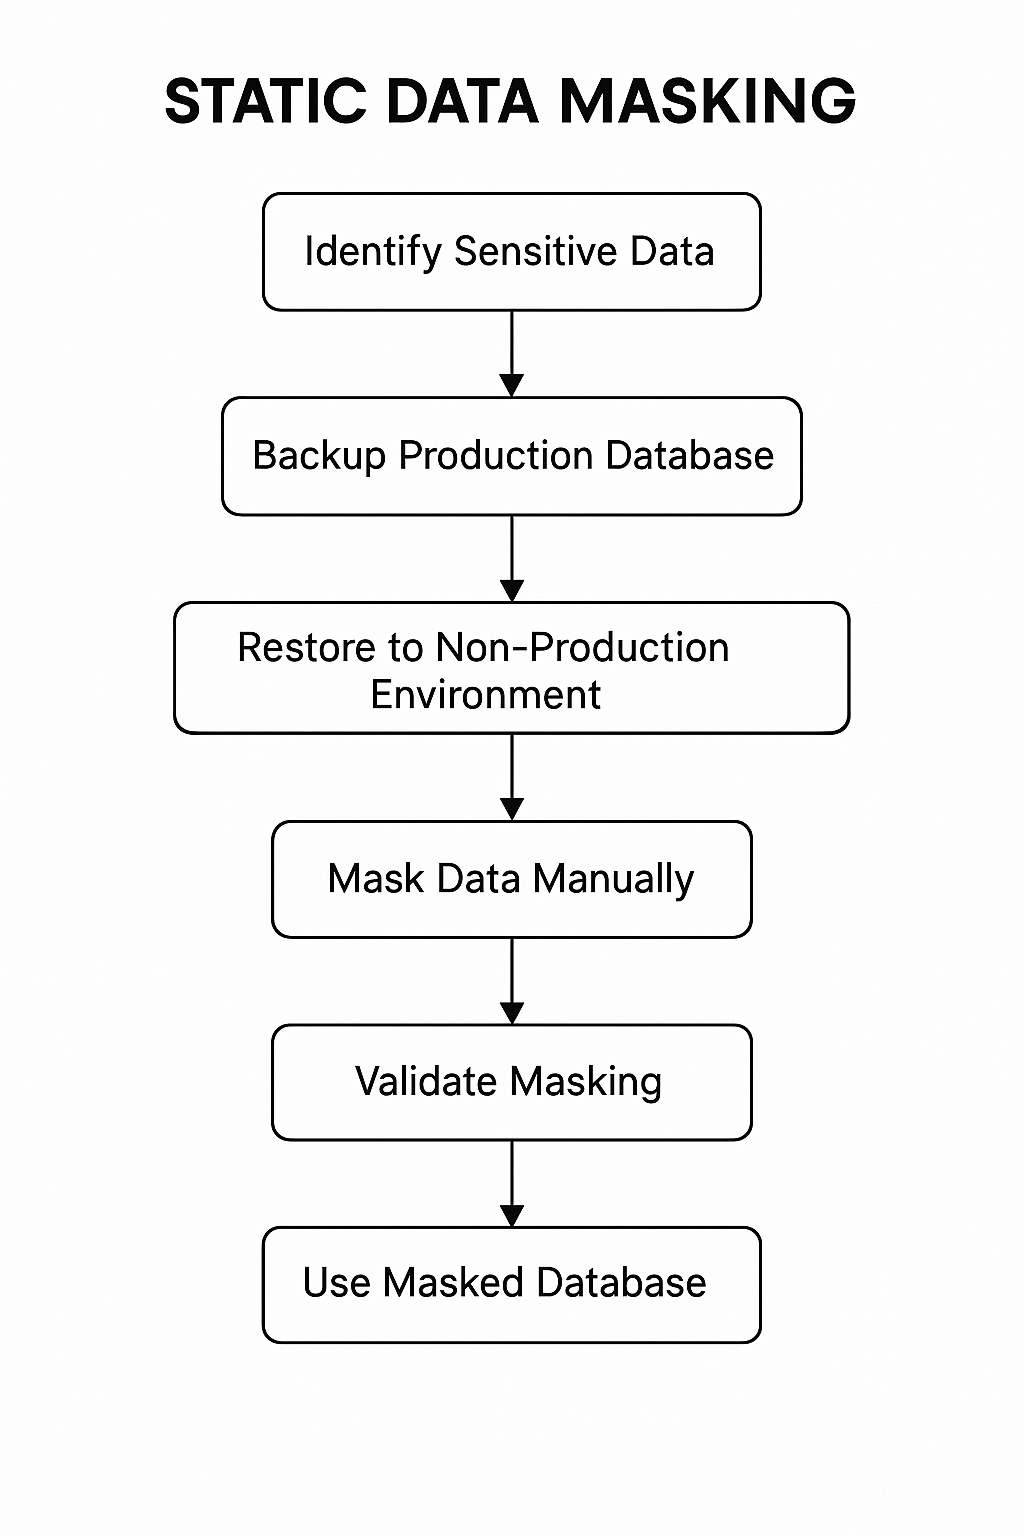 STATIC DATA MASKING
Identify Sensitive Data
Backup Production Database
Restore to Non-Production
Environment
Mask Data Manually
Validate Masking
Use Masked Database